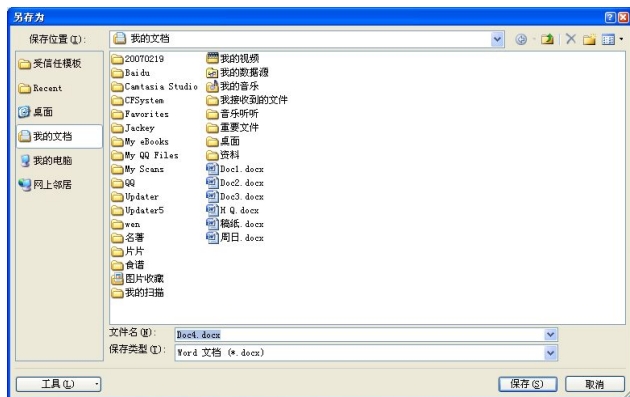 另存为
保存位置(I):
我的文档
受信任模板
Recent
桌面
我的文档
我的电脑
网上邻居
20070219
Baidu
Camtasia Studio
CFSystem
Favorites
Jackey
My eBooks
My QQ Files
My Scans
QQ
Updater
Updater5
wen
名著
片片
食谱
图片收藏
我的扫描
我的视频
我的数据源
我的音乐
我接收到的文件
音乐听听
重要文件
桌面
资料
Doc1.docx
Doc2.docx
Doc3.docx
H Q.docx
稿纸.docx
周日.docx
文件名(N):
Doc4.docx
保存类型(T):
Word 文档 (*.docx)
工具(L)
保存(S)
取消